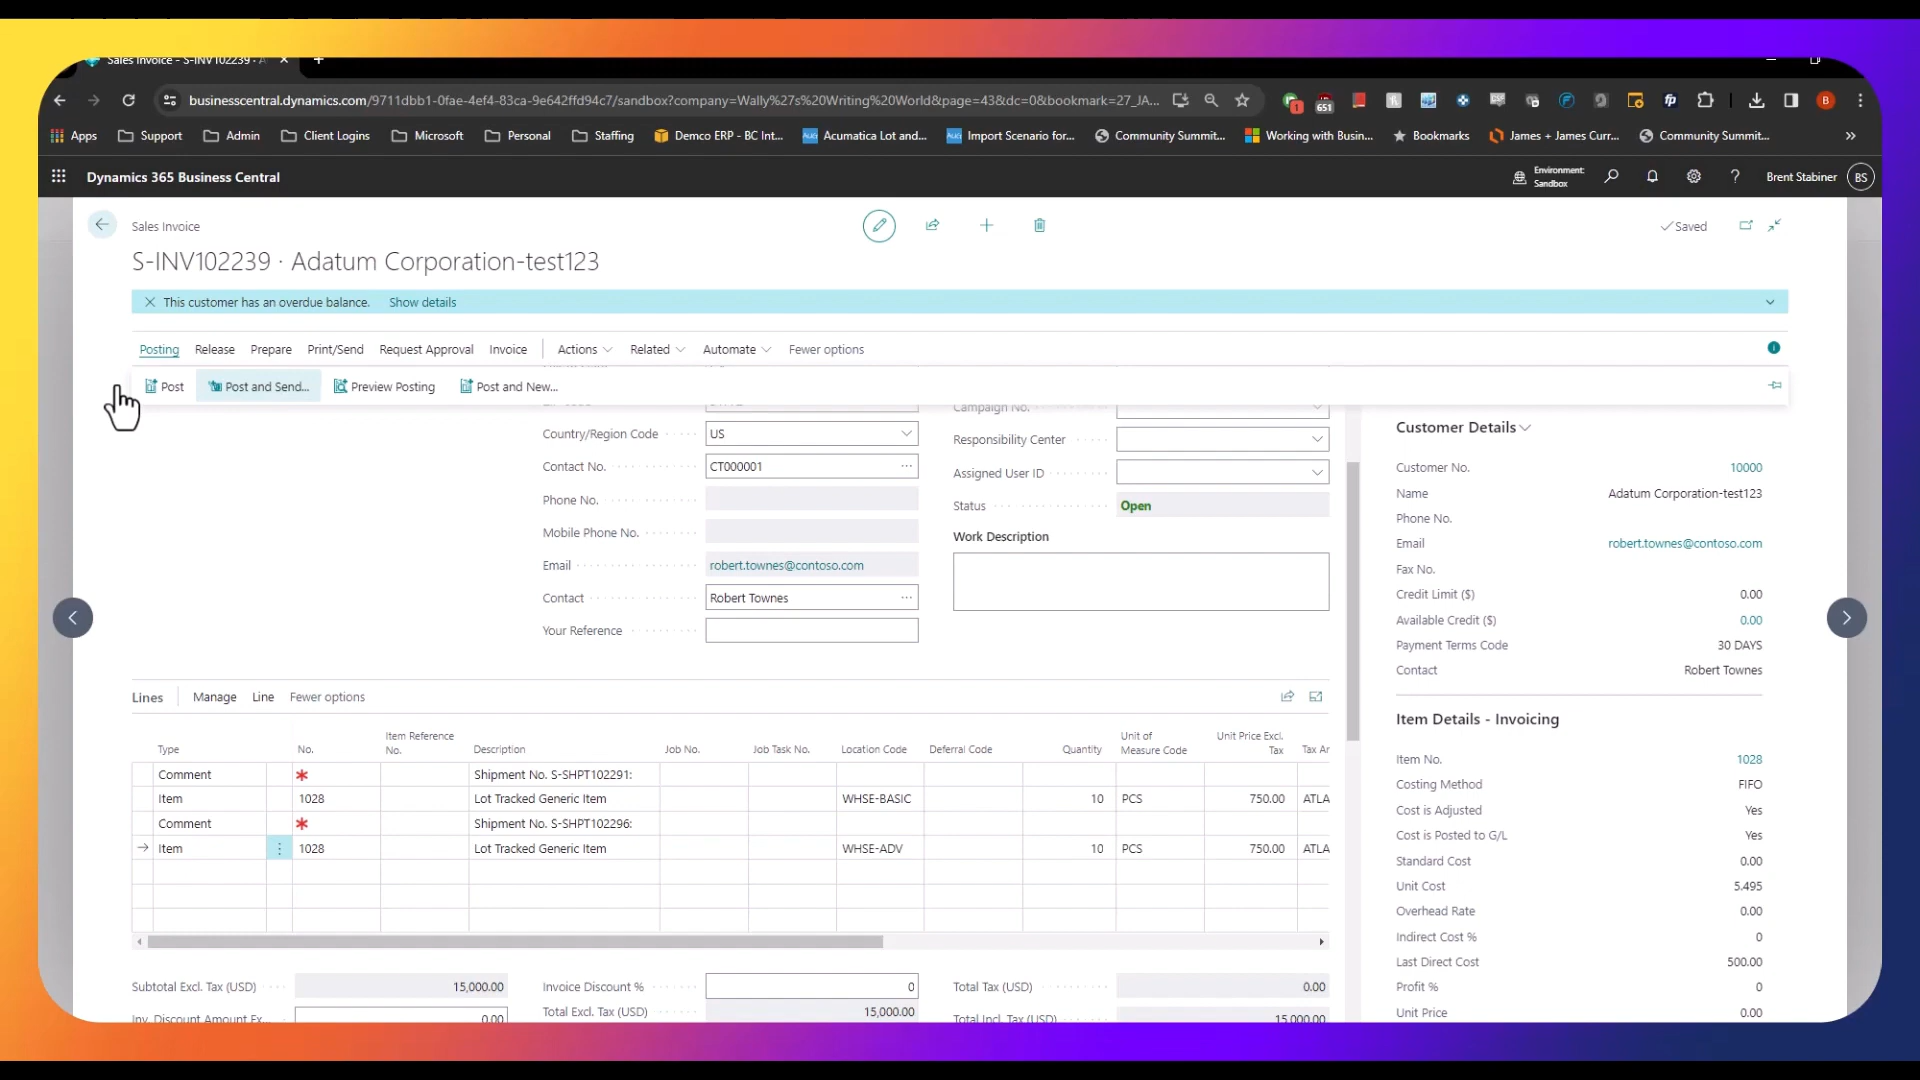 Sales Invoice - S-INV102239 - A
businesscentral.dynamics.com/9711dbb1-0fae-4ef4-83ca-9e642ffd94c7/sandbox?company=Wally%27s%20Writing%20World&page=43&dc=0&bookmark=27_JA...
1
651
fp
B
Apps
Support
Admin
Client Logins
Microsoft
Personal
Staffing
Demco ERP - BC Int...
Acumatica Lot and...
Import Scenario for...
Community Summit...
Working with Busin...
Bookmarks
James + James Curr...
Community Summit...
Dynamics 365 Business Central
Environment:
Sandbox
Brent Stabiner
BS
Sales Invoice
Saved
S-INV102239 · Adatum Corporation-test123
This customer has an overdue balance. Show details
Posting Release Prepare Print/Send Request Approval Invoice Actions Related Automate Fewer options
Post Post and Send... Preview Posting Post and New...
Campaign No.
Country/Region Code US
Responsibility Center
Contact No. CT000001
Assigned User ID
Phone No.
Status Open
Mobile Phone No.
Work Description
Email robert.townes@contoso.com
Contact Robert Townes
Your Reference
Customer Details
Customer No. 10000
Name Adatum Corporation-test123
Phone No.
Email robert.townes@contoso.com
Fax No.
Credit Limit ($) 0.00
Available Credit ($) 0.00
Payment Terms Code 30 DAYS
Contact Robert Townes
Lines Manage Line Fewer options
Type No. Item Reference No. Description Job No. Job Task No. Location Code Deferral Code Quantity Unit of Measure Code Unit Price Excl. Tax Tax Ar
Comment Shipment No. S-SHPT102291:
Item 1028 Lot Tracked Generic Item WHSE-BASIC 10 PCS 750.00 ATLA
Comment Shipment No. S-SHPT102296:
Item 1028 Lot Tracked Generic Item WHSE-ADV 10 PCS 750.00 ATLA
Subtotal Excl. Tax (USD) 15,000.00 Invoice Discount % 0 Total Tax (USD) 0.00
Inv. Discount Amount Ex... 0.00 Total Excl. Tax (USD) 15,000.00 Total Incl. Tax (USD) 15,000.00
Item Details - Invoicing
Item No. 1028
Costing Method FIFO
Cost is Adjusted Yes
Cost is Posted to G/L Yes
Standard Cost 0.00
Unit Cost 5.495
Overhead Rate 0.00
Indirect Cost % 0
Last Direct Cost 500.00
Profit % 0
Unit Price 0.00